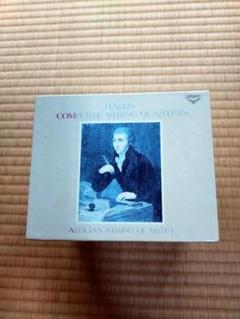 HAYDN
COMPLETE STRING QUARTETS
AEOLIAN STRING QUARTET